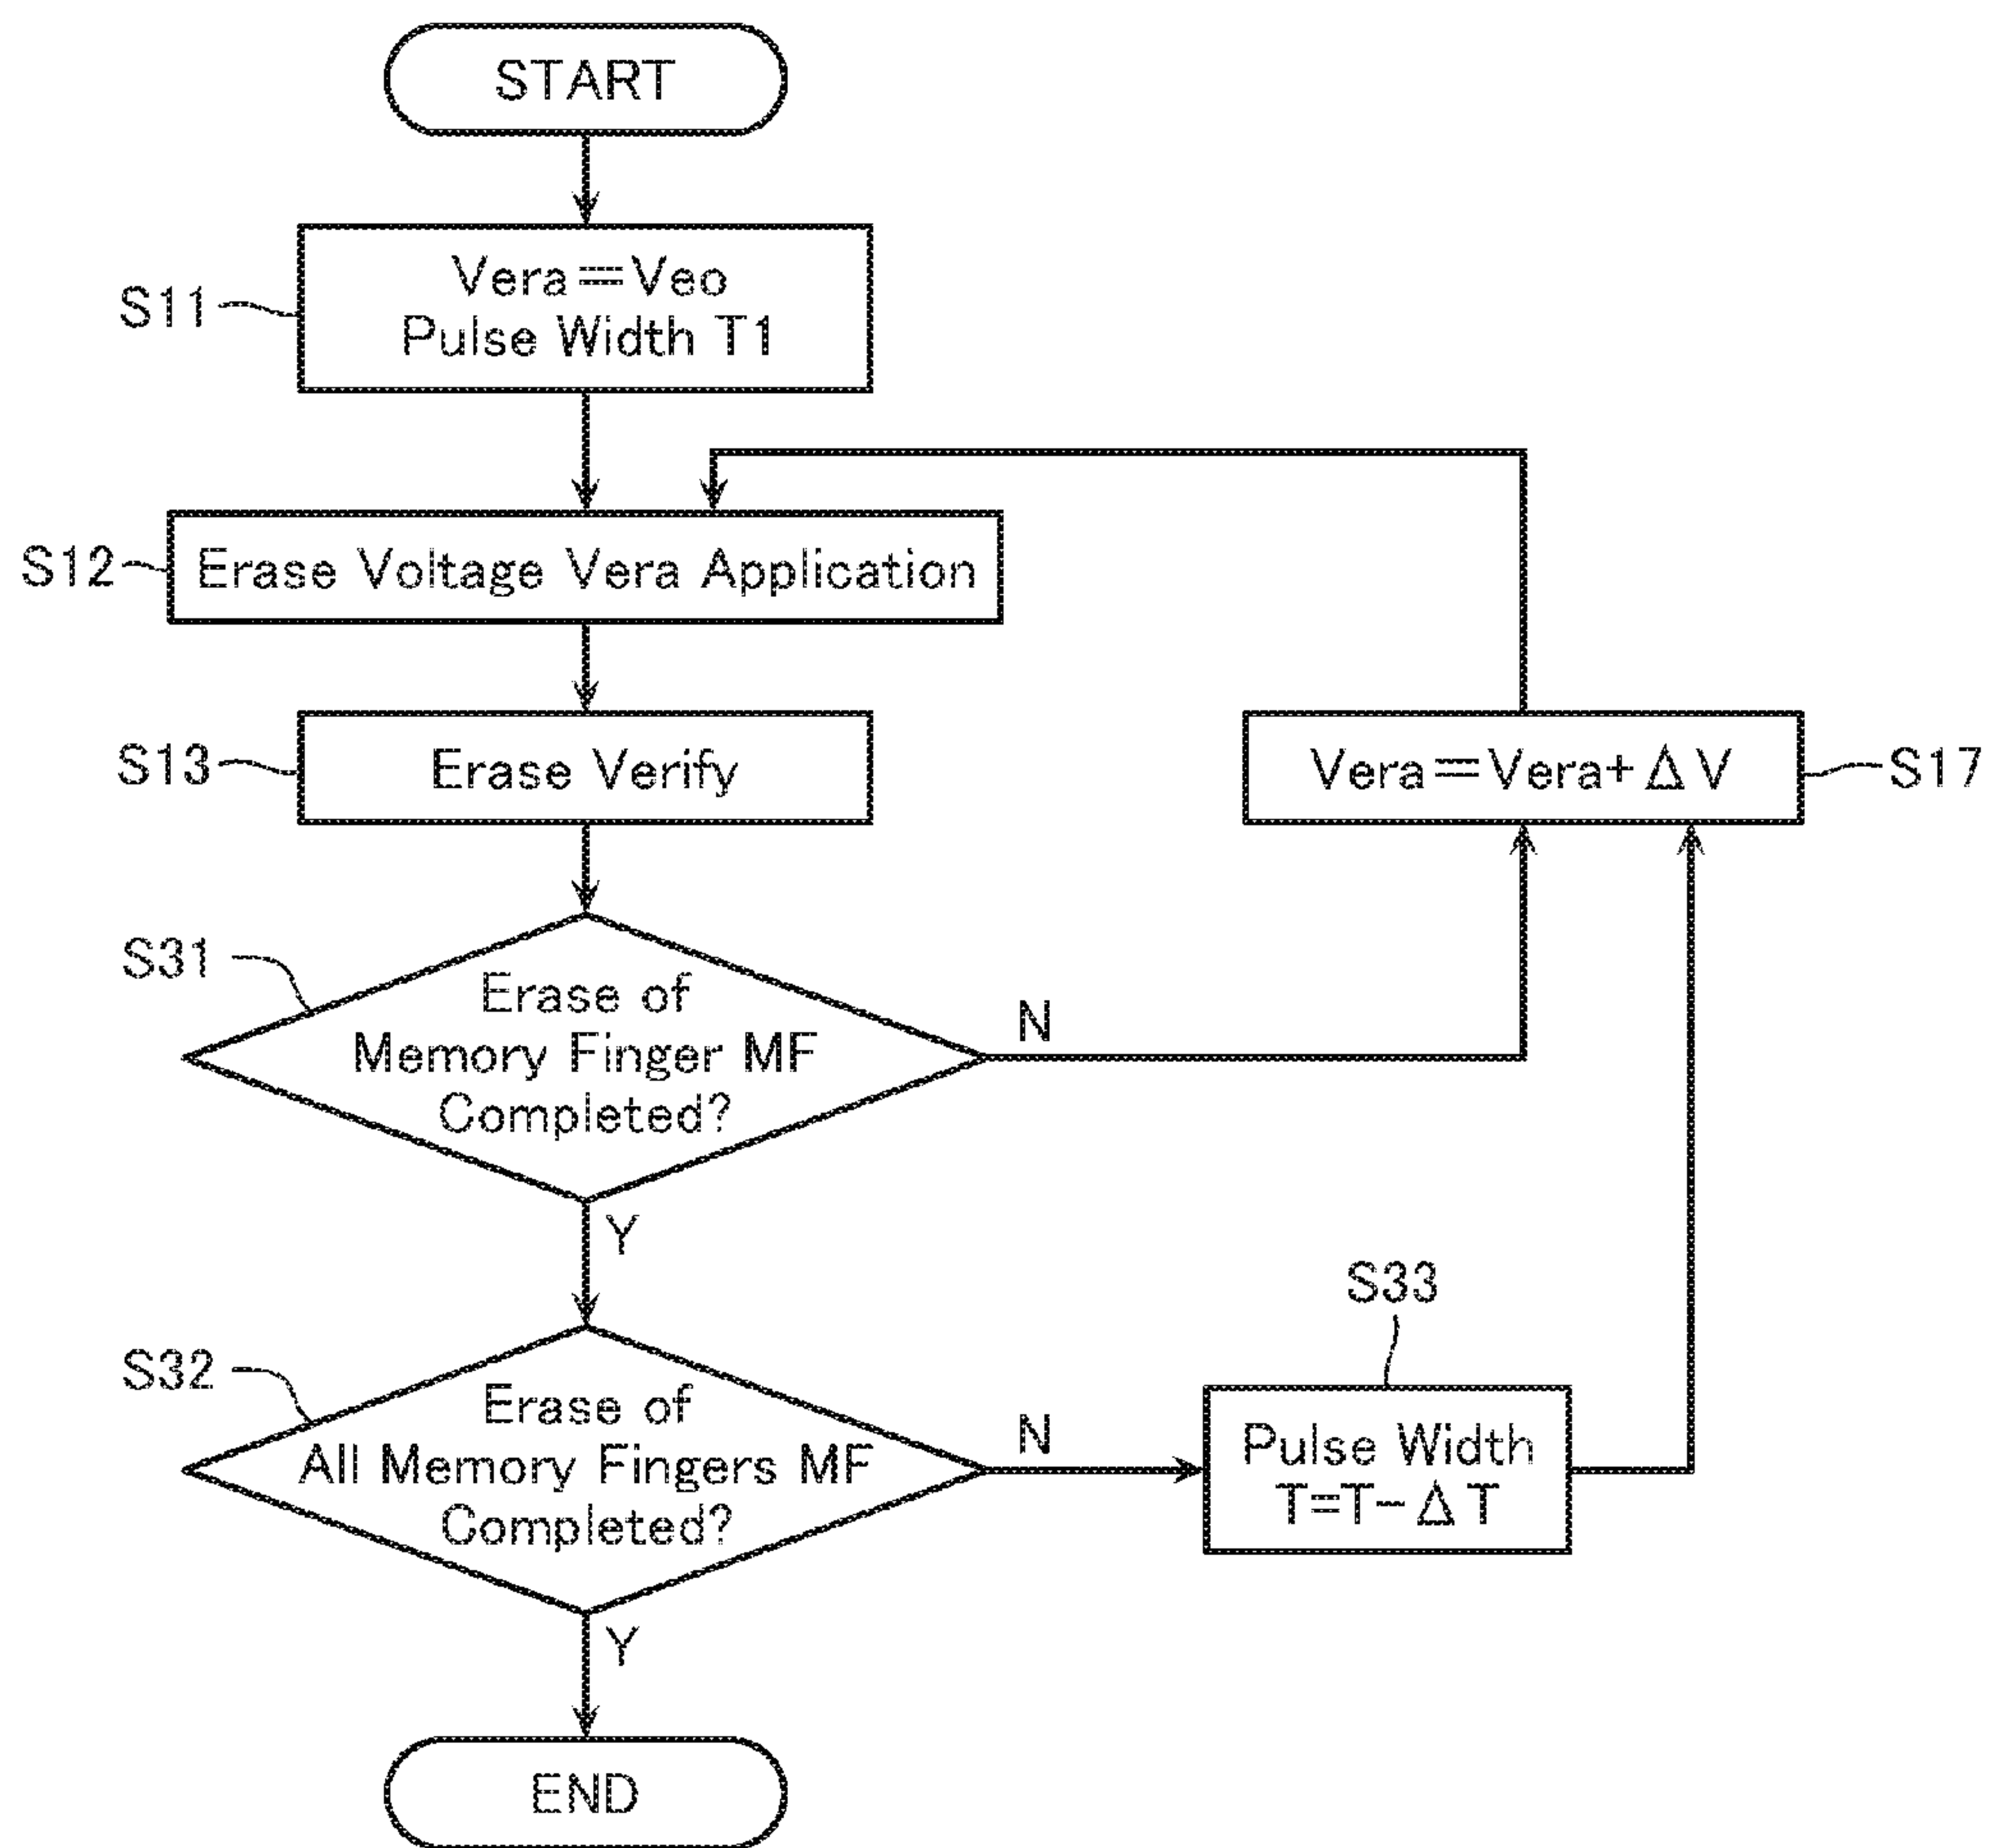 START
S11
Vera=Veo
Pulse Width T1
S12
Erase Voltage Vera Application
S13
Erase Verify
Vera=Vera+ΔV
S17
S31
Erase of
Memory Finger MF
Completed?
N
Y
S32
Erase of
All Memory Fingers MF
Completed?
N
S33
Pulse Width
T=T-ΔT
Y
END